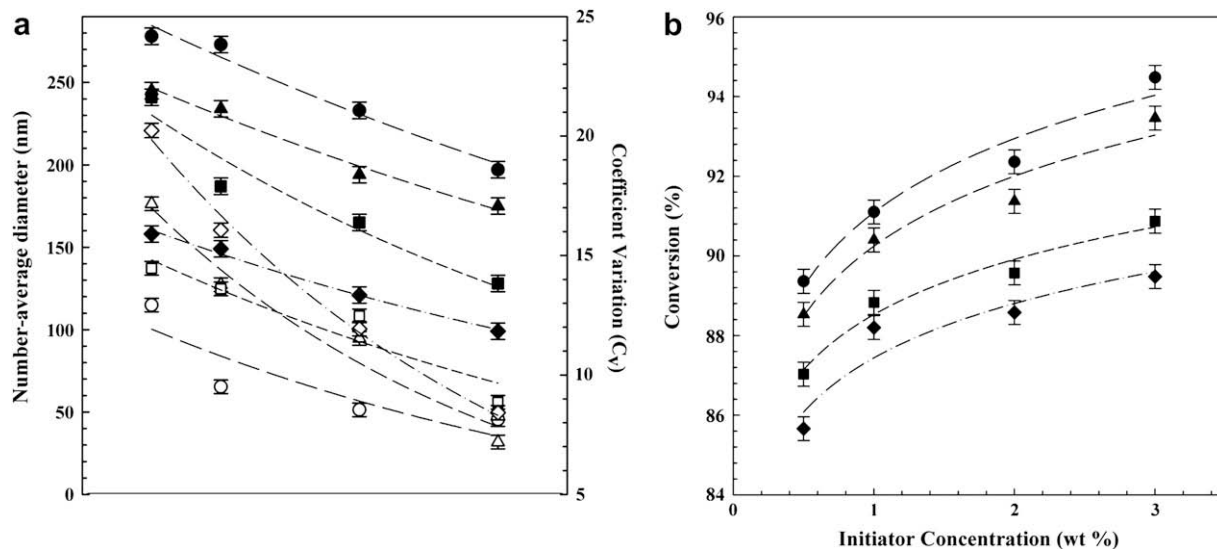 a
Number-average diameter (nm)
250
200
150
100
50
0
25
20
15
10
5
Coefficient Variation (Cv)
b
Conversion (%)
96
94
92
90
88
86
84
0 1 2 3
Initiator Concentration (wt %)